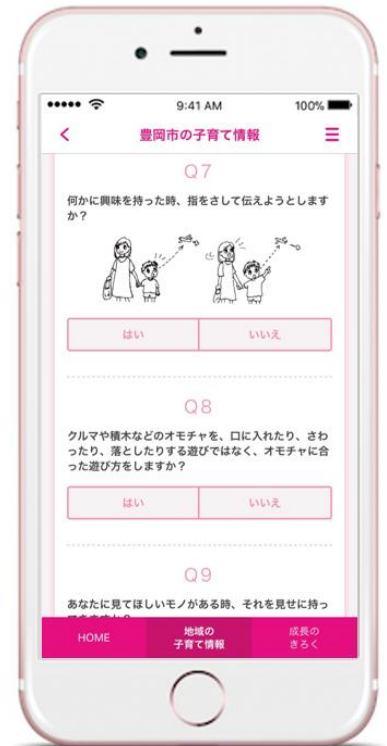 9:41 AM
100%
豊岡市の子育て情報
Q7
何かに興味を持った時、指をさして伝えようとします
か?
はい
いいえ
Q8
クルマや積木などのオモチャを、口に入れたり、さわ
ったり、落としたりする遊びではなく、オモチャに合
った遊び方をしますか?
はい
いいえ
Q9
あなたに見てほしいモノがある時、それを見せに持っ
HOME
地域の
子育て情報
成長の
きろく